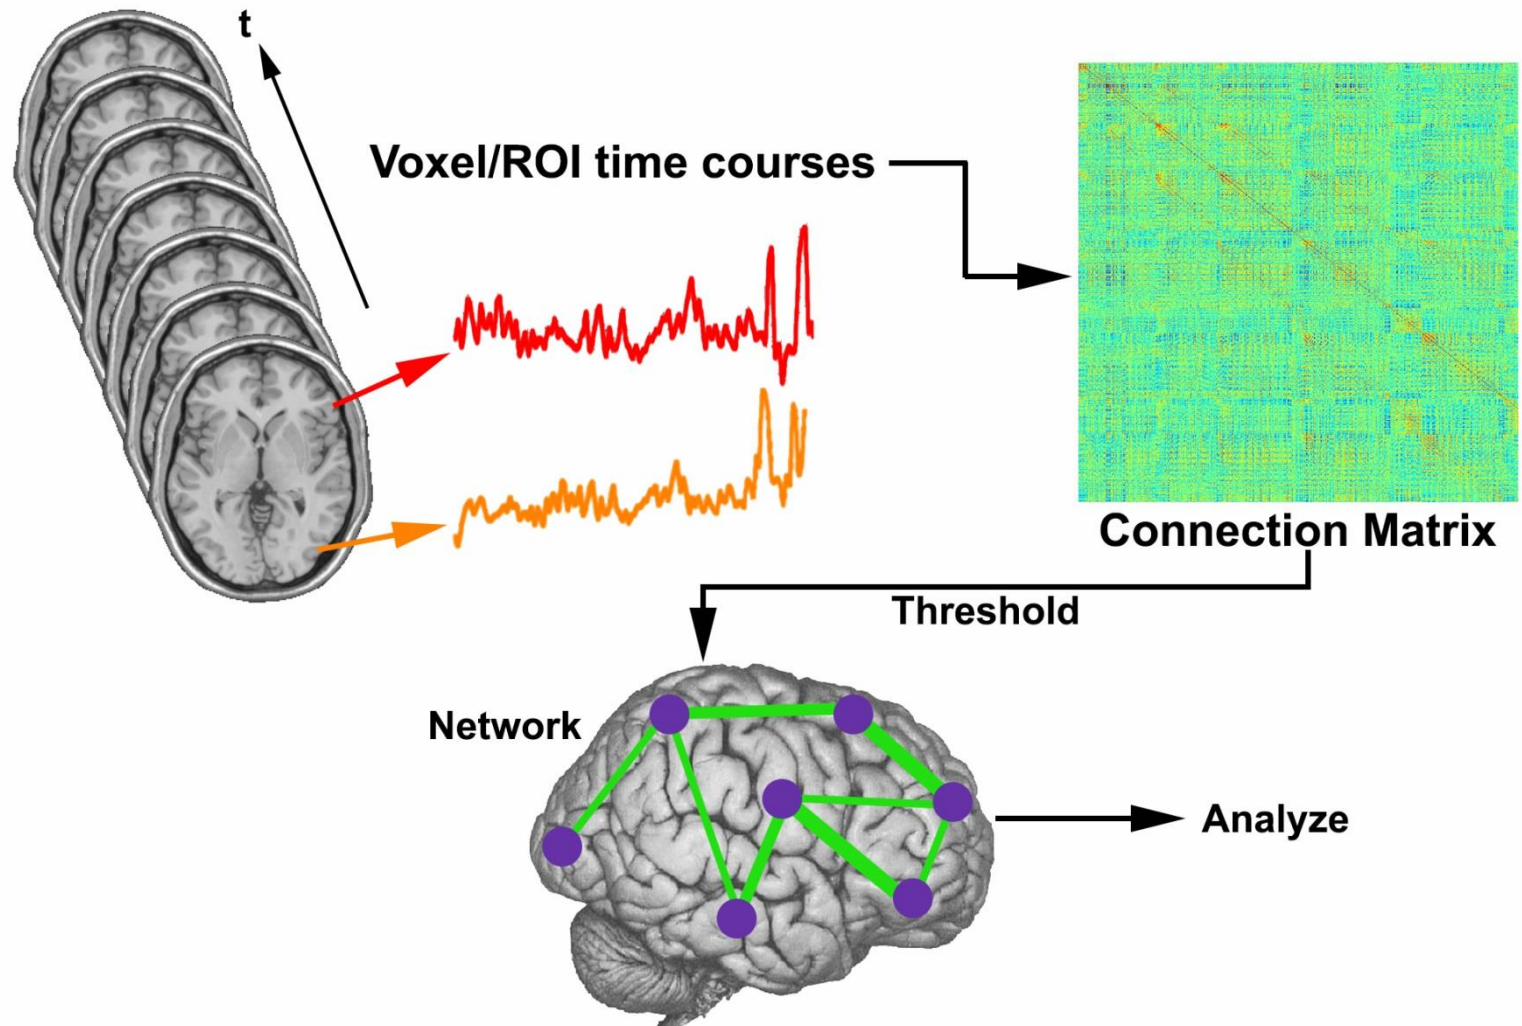 t
Voxel/ROI time courses
Connection Matrix
Threshold
Network
Analyze